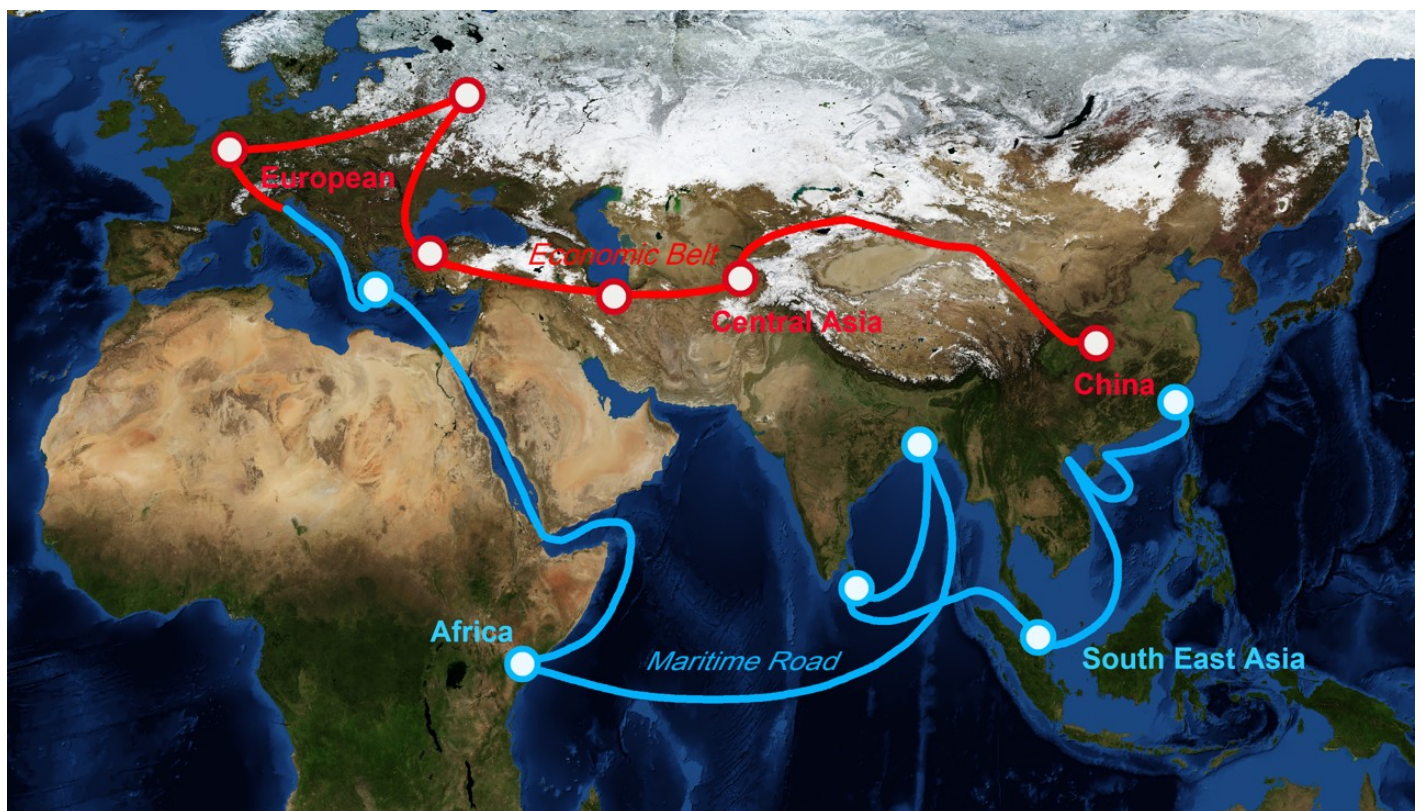 European
Economic Belt
Central Asia
China
Africa
Maritime Road
South East Asia